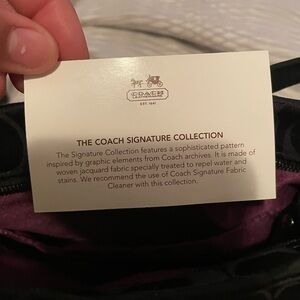 COACH
LEATHERWARE
EST. 1941
THE COACH SIGNATURE COLLECTION
The Signature Collection features a sophisticated pattern
inspired by graphic elements from Coach archives. It is made of
woven jacquard fabric specially treated to repel water and
stains. We recommend the use of Coach Signature Fabric
Cleaner with this collection.